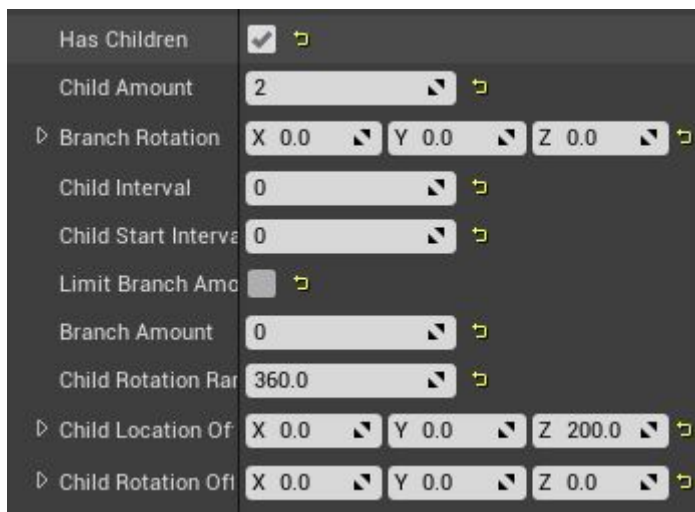 Has Children
Child Amount 2
Branch Rotation X 0.0 Y 0.0 Z 0.0
Child Interval 0
Child Start Interva 0
Limit Branch Amo
Branch Amount 0
Child Rotation Ran 360.0
Child Location Of X 0.0 Y 0.0 Z 200.0
Child Rotation Off X 0.0 Y 0.0 Z 0.0